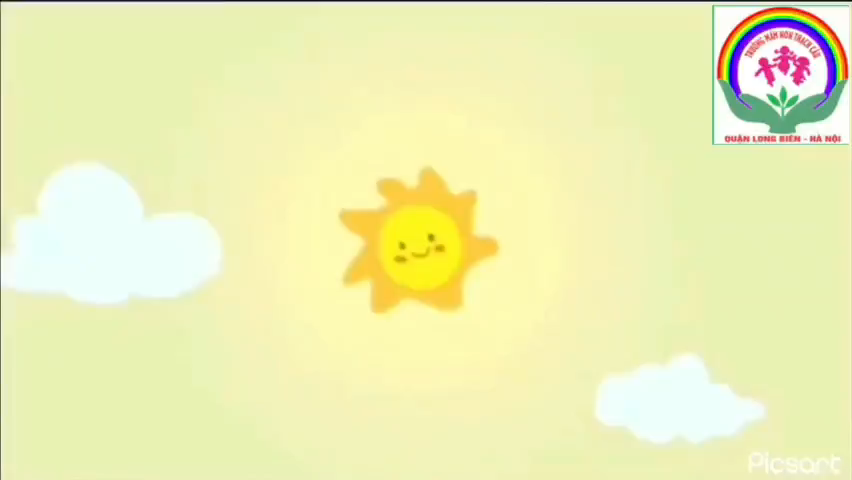 TRƯỜNG MẦM NON THẠCH CẦU
QUẬN LONG BIÊN - HÀ NỘI
Picsart